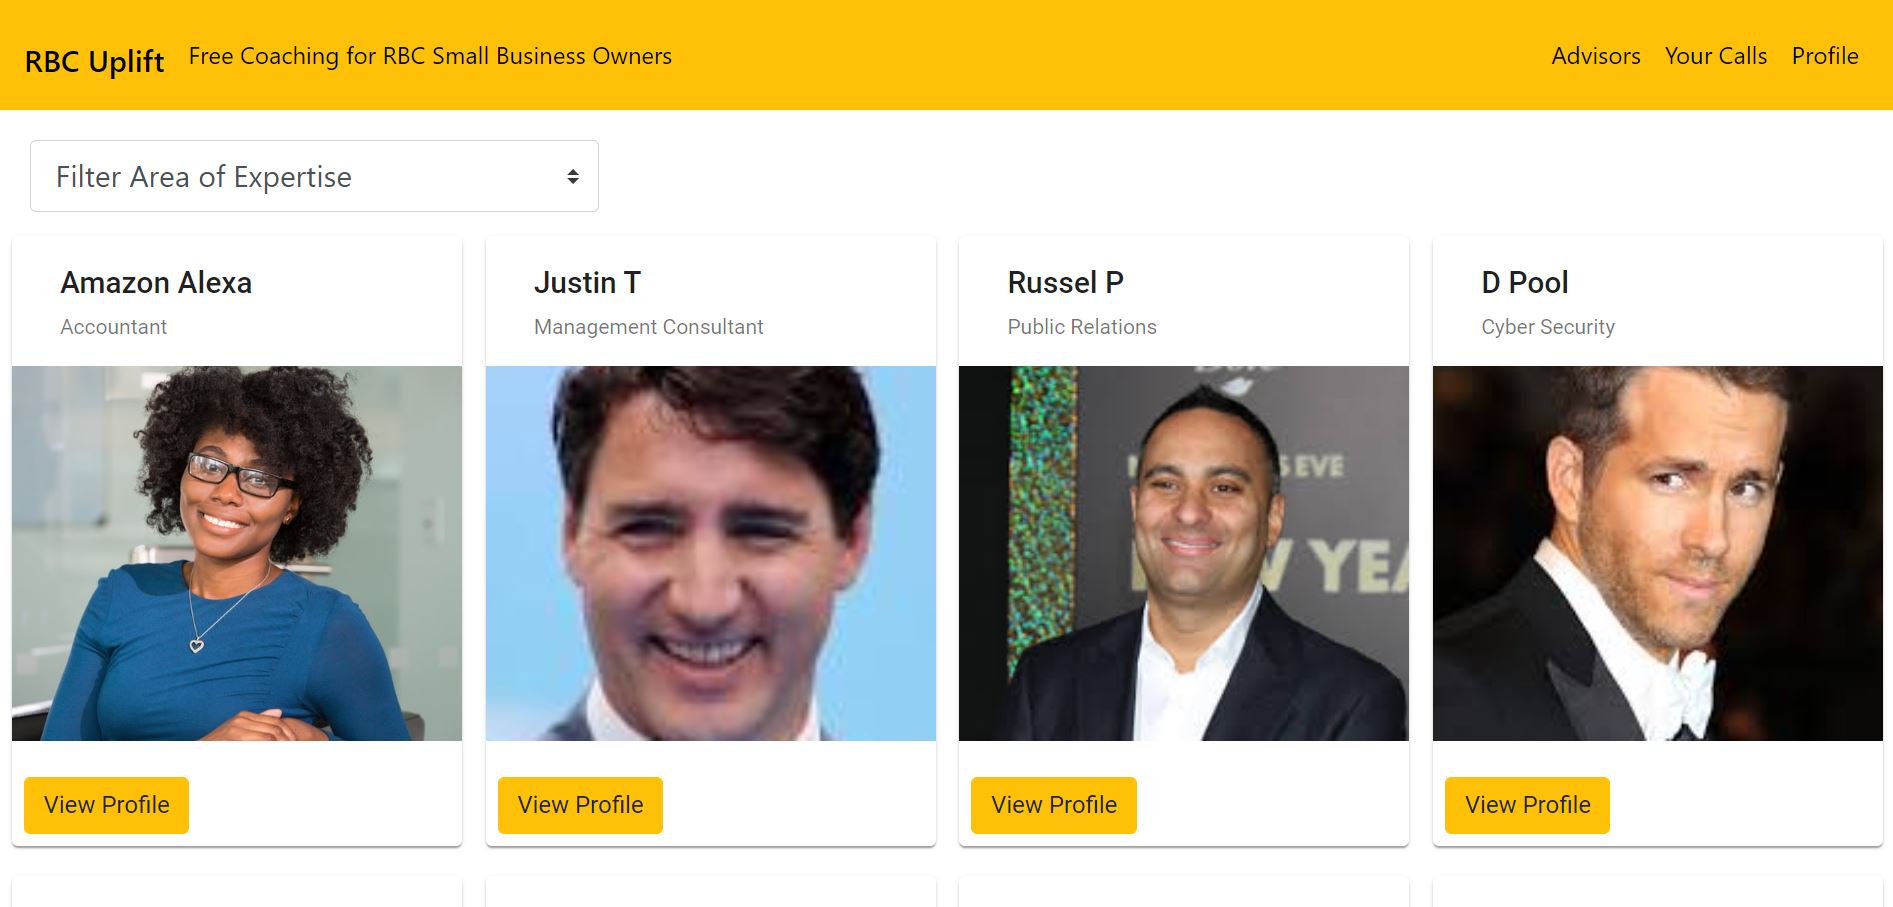 RBC Uplift Free Coaching for RBC Small Business Owners Advisors Your Calls Profile
Filter Area of Expertise
Amazon Alexa
Accountant
Justin T
Management Consultant
Russel P
Public Relations
D Pool
Cyber Security
S EVE
YEA
View Profile
View Profile
View Profile
View Profile